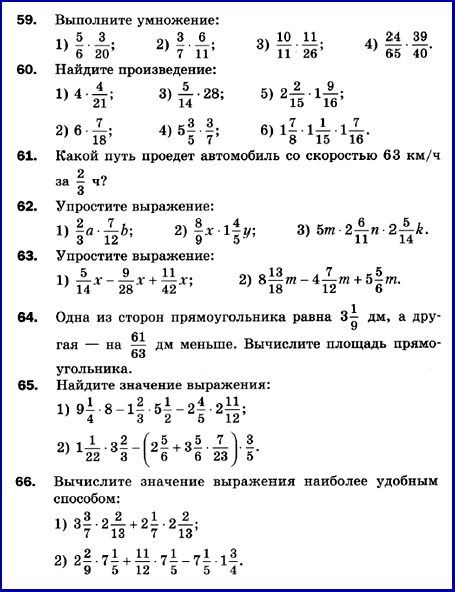 59. Выполните умножение:
1) 5/6 · 3/20; 2) 3/7 · 6/11; 3) 10/11 · 11/26; 4) 24/65 · 39/40.
60. Найдите произведение:
1) 4 · 4/21; 3) 5/14 · 28; 5) 2 2/15 · 1 9/16;
2) 6 · 7/18; 4) 5 3/5 · 3/7; 6) 1 7/8 · 1 1/15 · 1 7/16.
61. Какой путь проедет автомобиль со скоростью 63 км/ч
за 2/3 ч?
62. Упростите выражение:
1) 2/3 a · 7/12 b; 2) 8/9 x · 1 4/5 y; 3) 5m · 2 6/11 n · 2 5/14 k.
63. Упростите выражение:
1) 5/14 x − 9/28 x + 11/42 x; 2) 8 13/18 m − 4 7/12 m + 5 5/6 m.
64. Одна из сторон прямоугольника равна 3 1/9 дм, а дру-
гая — на 61/63 дм меньше. Вычислите площадь прямо-
угольника.
65. Найдите значение выражения:
1) 9 1/4 · 8 − 1 2/3 · 5 1/2 − 2 4/5 · 2 11/12;
2) 1 1/22 · 3 2/3 − (2 5/6 + 3 5/6 · 7/23) · 3/5.
66. Вычислите значение выражения наиболее удобным
способом:
1) 3 3/7 · 2 2/13 + 2 1/7 · 2 2/13;
2) 2 2/9 · 7 1/5 + 11/12 · 7 1/5 − 7 1/5 · 1 3/4.